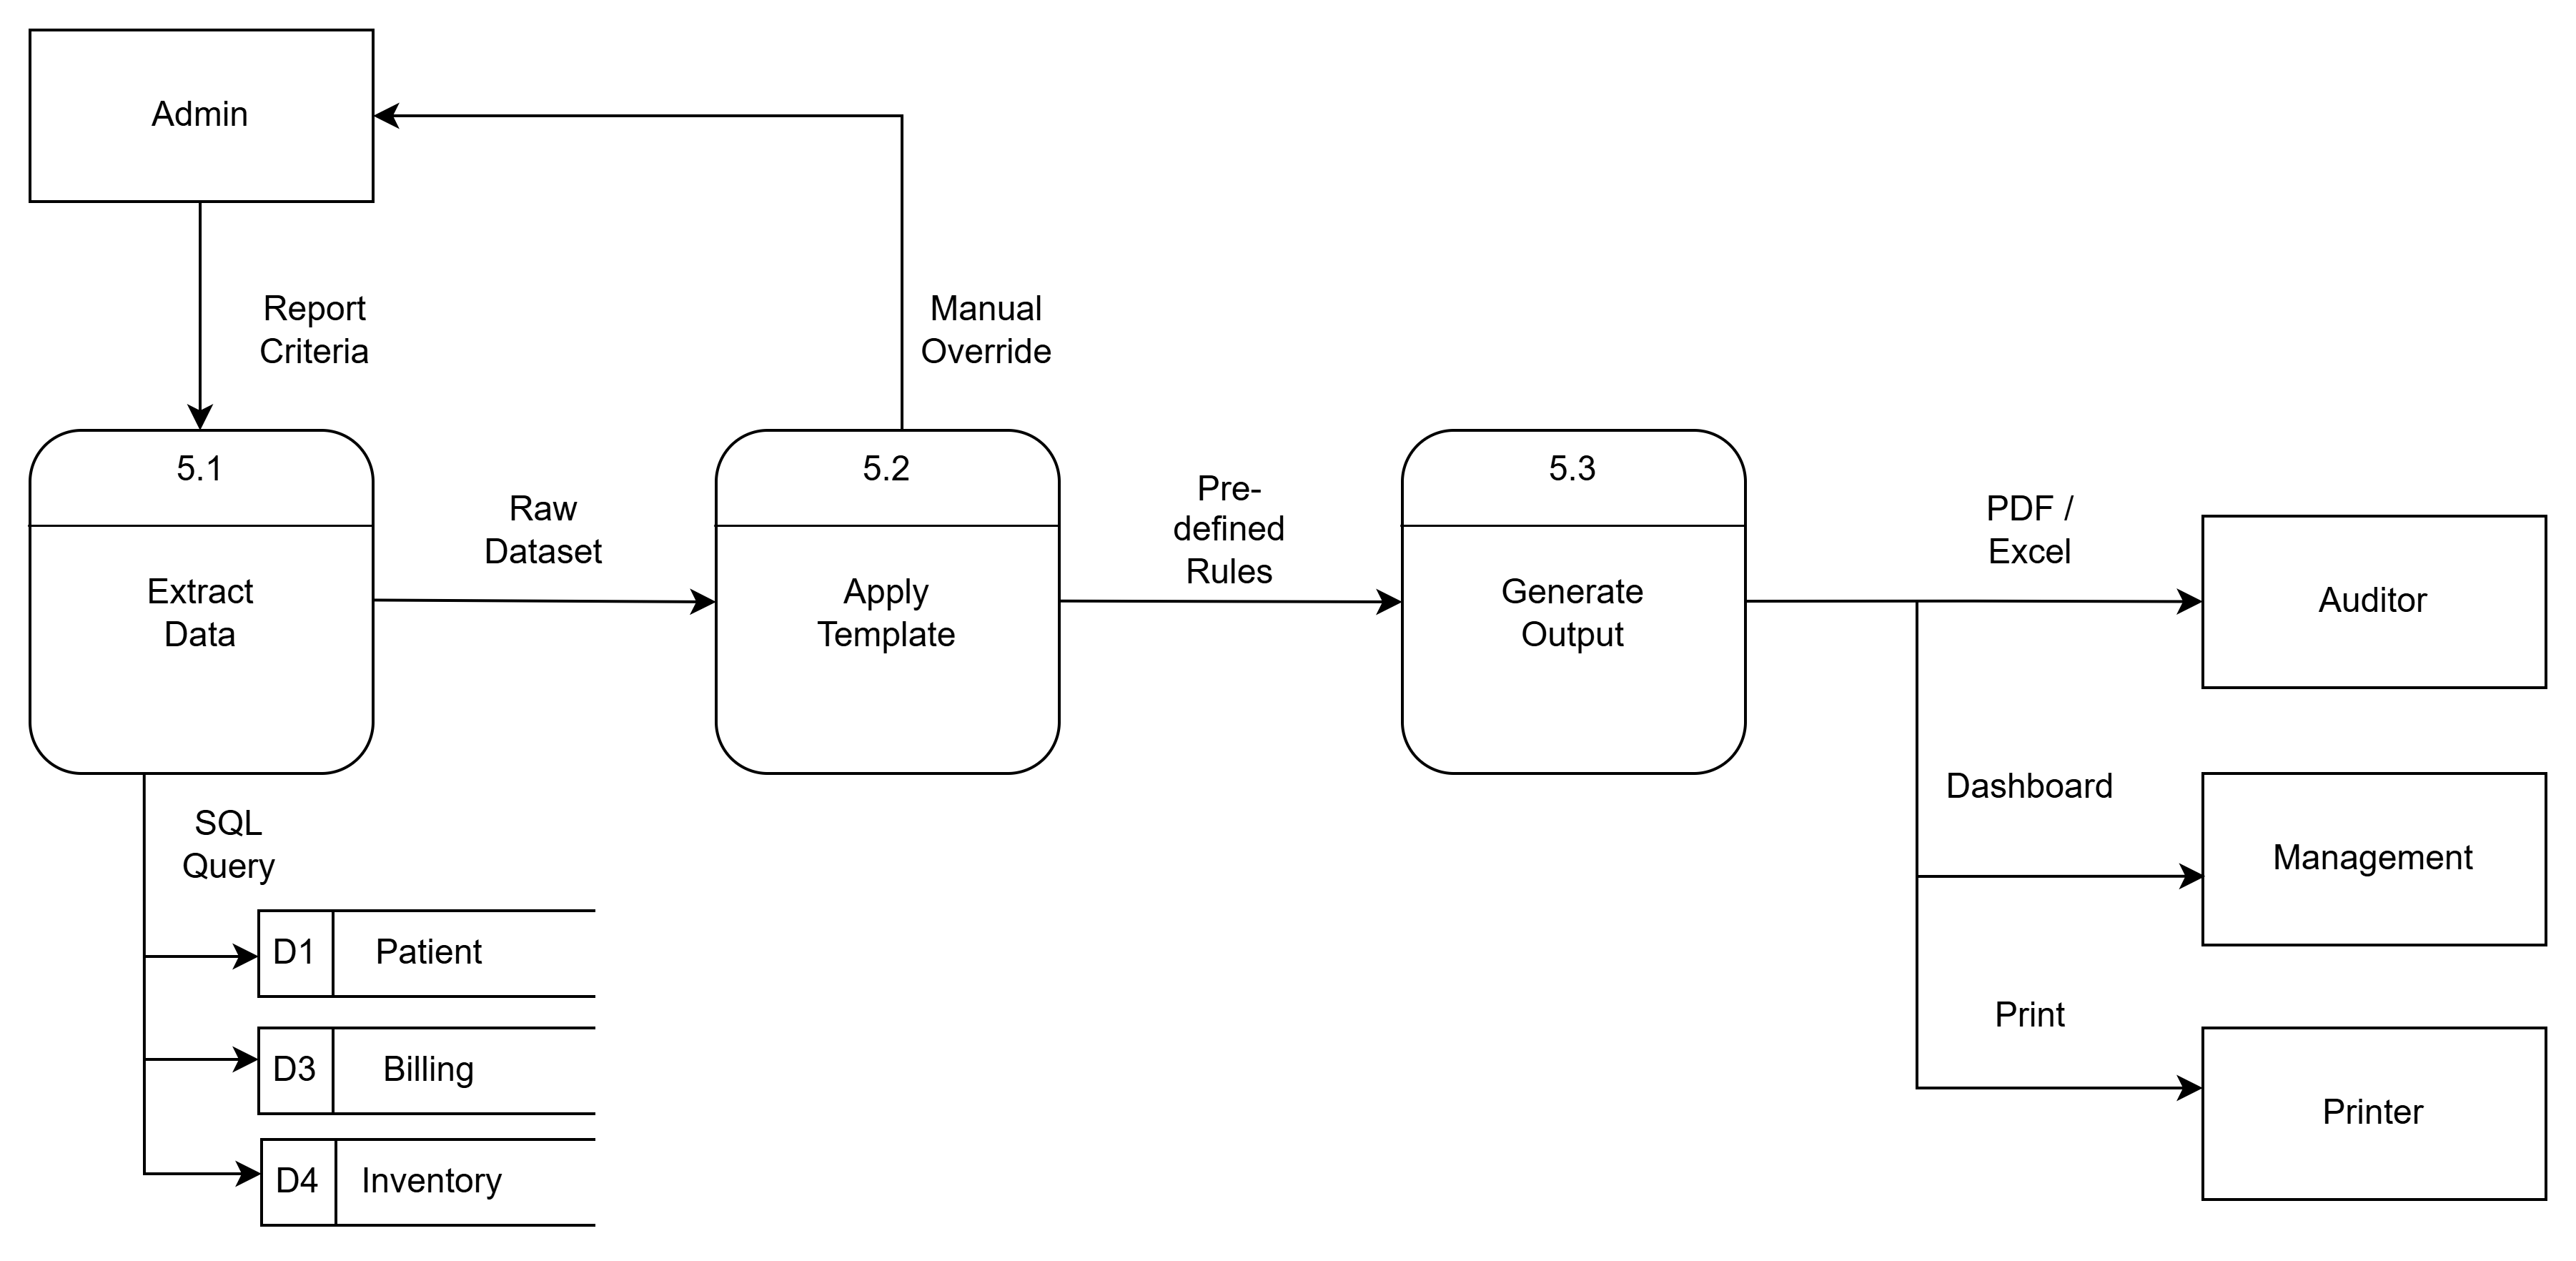 Admin
Report
Criteria
Manual
Override
5.1
Extract
Data
Raw
Dataset
5.2
Apply
Template
Pre-
defined
Rules
5.3
Generate
Output
PDF /
Excel
Auditor
Dashboard
Management
Print
Printer
SQL
Query
D1 Patient
D3 Billing
D4 Inventory